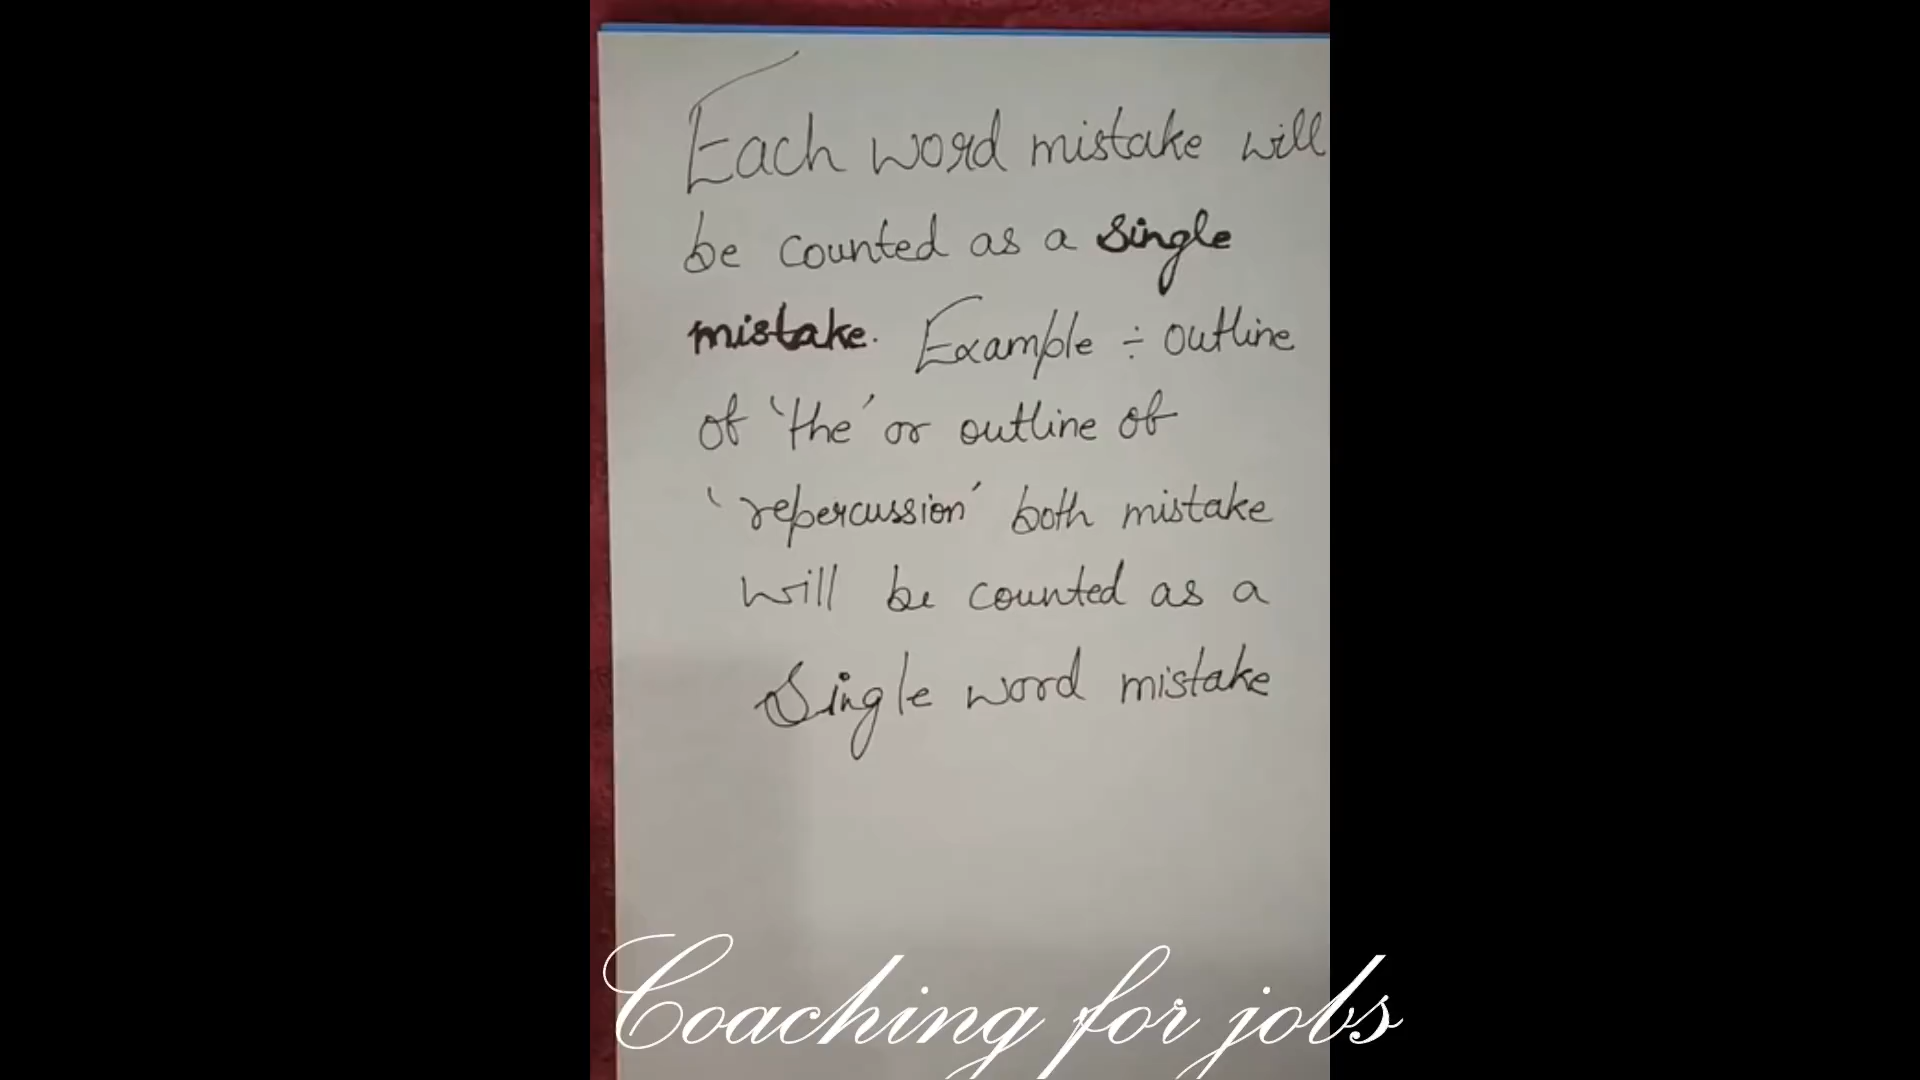 Each word mistake will
be counted as a single
mistake. Example ÷ outline
of 'the' or outline of
'repercussion' both mistake
will be counted as a
Single word mistake
Coaching for jobs